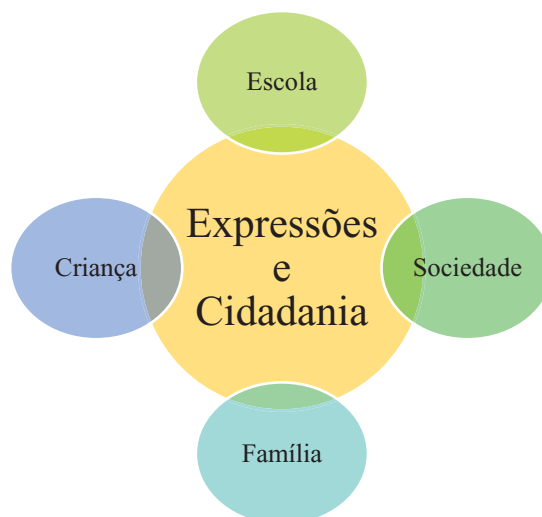 Escola
Criança
Expressões
e
Cidadania
Sociedade
Família